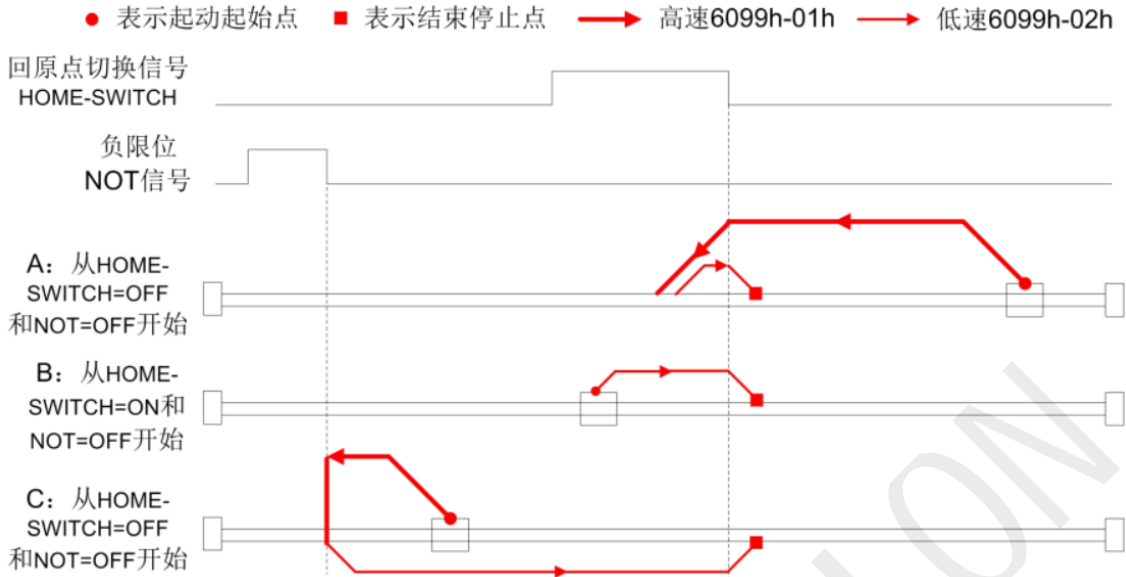 表示起动起始点 表示结束停止点 高速6099h-01h 低速6099h-02h
回原点切换信号
HOME-SWITCH
负限位
NOT信号
A：从HOME-
SWITCH=OFF
和NOT=OFF开始
B：从HOME-
SWITCH=ON和
NOT=OFF开始
C：从HOME-
SWITCH=OFF
和NOT=OFF开始